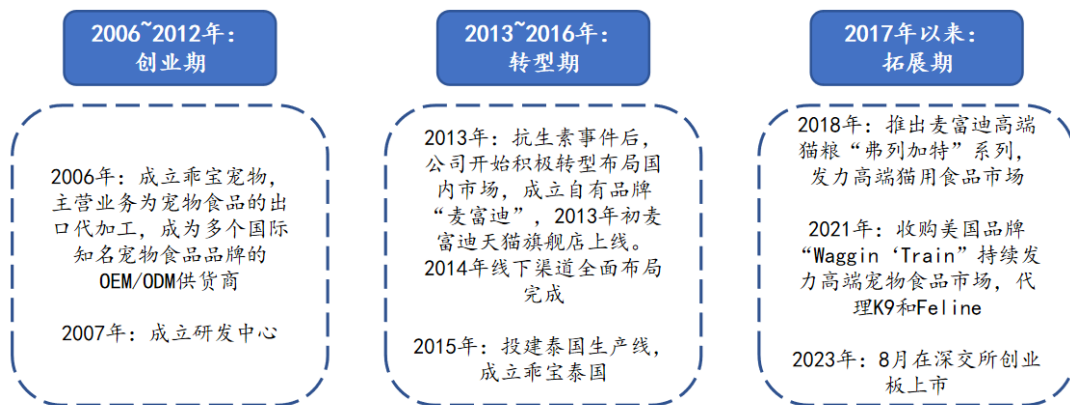 2006~2012年：
创业期
2006年：成立乖宝宠物，
主营业务为宠物食品的出
口代加工，成为多个国际
知名宠物食品品牌的
OEM/ODM供货商
2007年：成立研发中心
2013~2016年：
转型期
2013年：抗生素事件后，
公司开始积极转型布局国
内市场，成立自有品牌
“麦富迪”，2013年初麦
富迪天猫旗舰店上线。
2014年线下渠道全面布局
完成
2015年：投建泰国生产线，
成立乖宝泰国
2017年以来：
拓展期
2018年：推出麦富迪高端
猫粮“弗列加特”系列，
发力高端猫用食品市场
2021年：收购美国品牌
“Waggin ‘Train”持续发
力高端宠物食品市场，代
理K9和Feline
2023年：8月在深交所创业
板上市